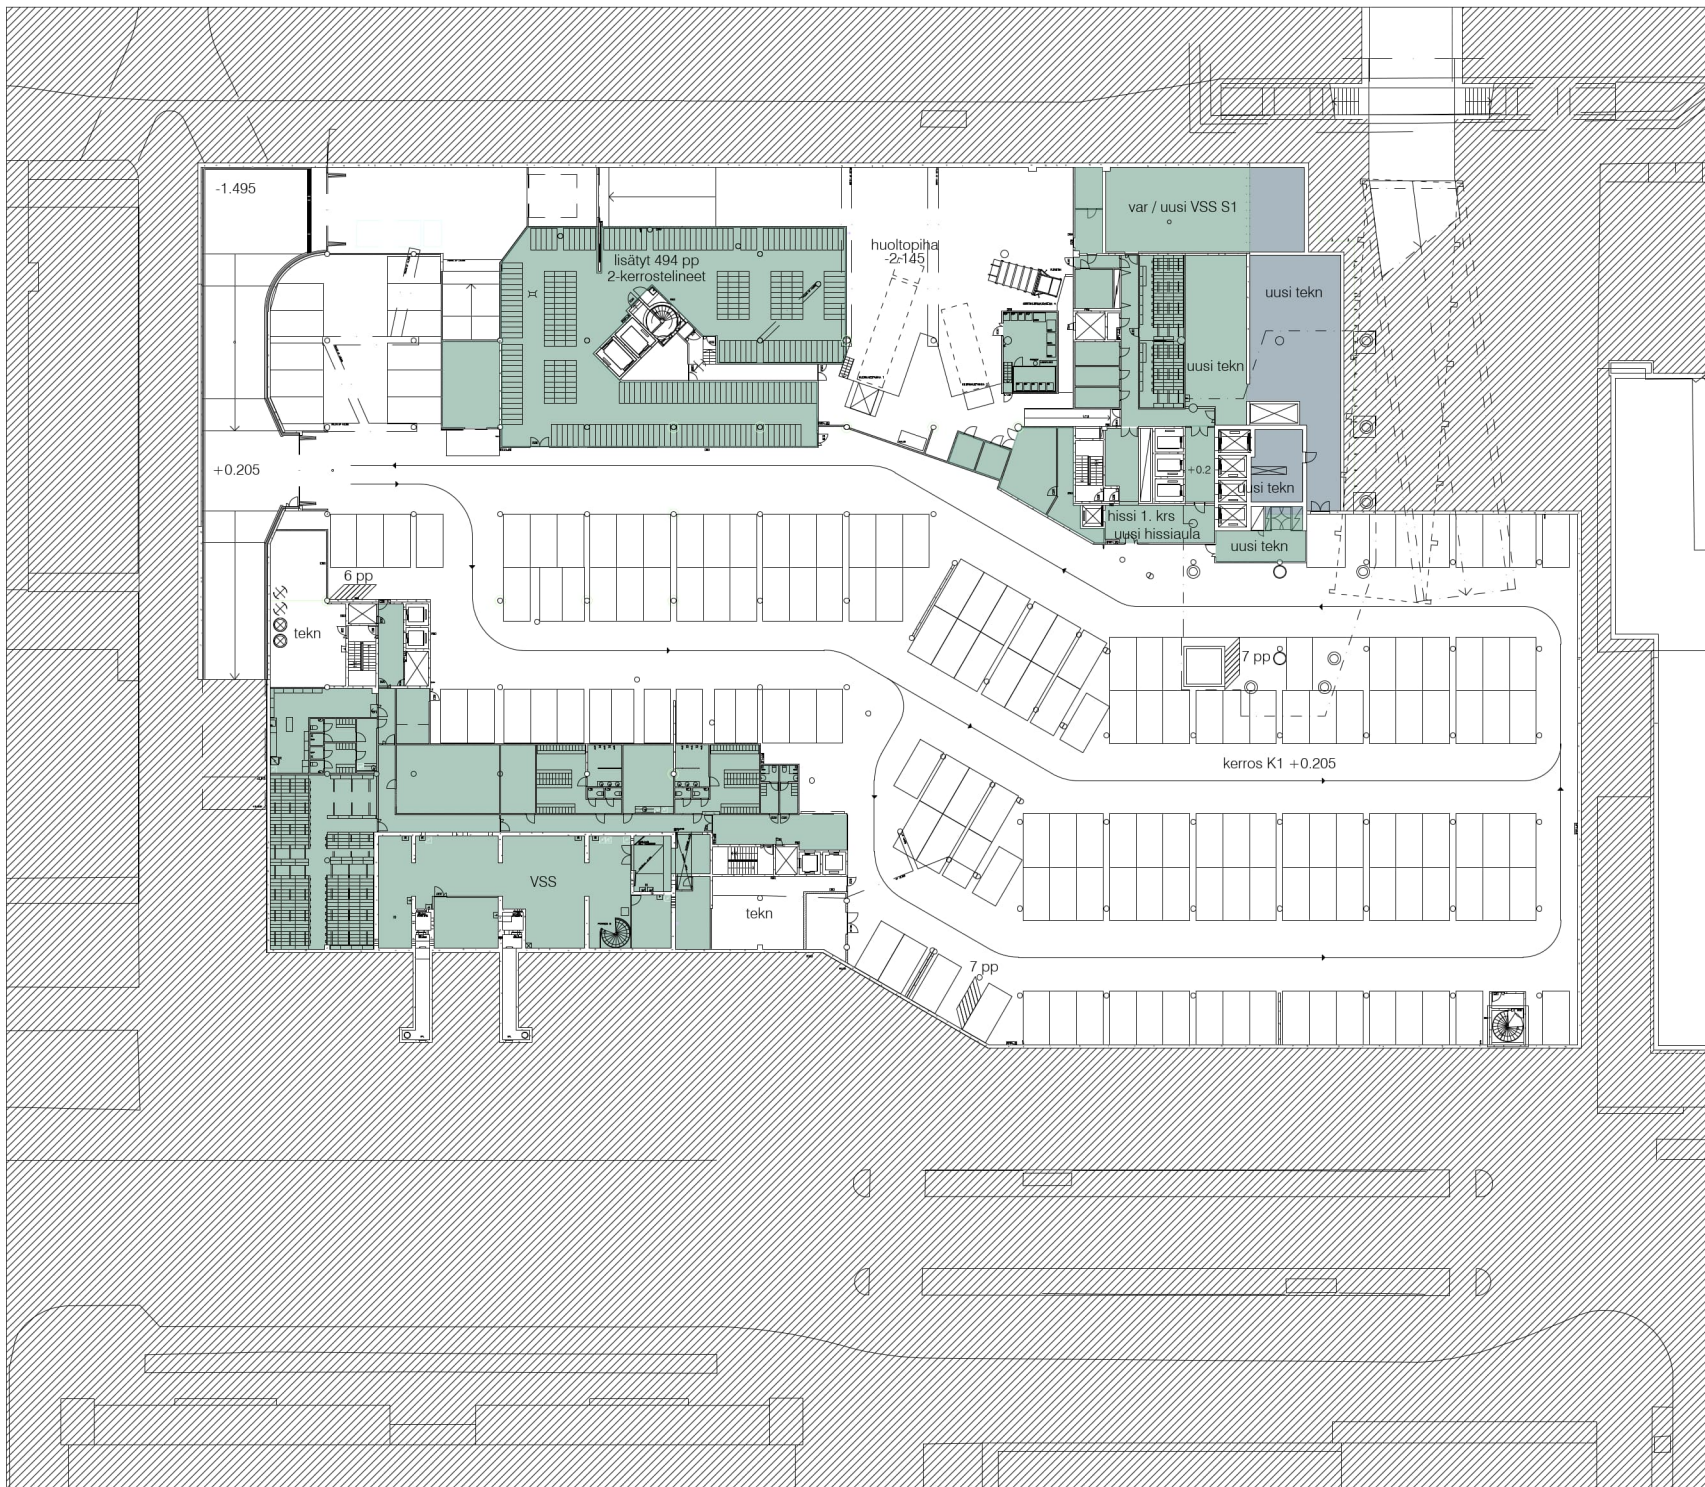 -1.495
var / uusi VSS S1
huoltopiha
-2.145
lisätyt 494 pp
2-kerrostelineet
uusi tekn
uusi tekn
+0.205
+0.2
uusi tekn
hissi 1. krs
uusi hissiaula
uusi tekn
6 pp
tekn
7 pp
kerros K1 +0.205
VSS
tekn
7 pp